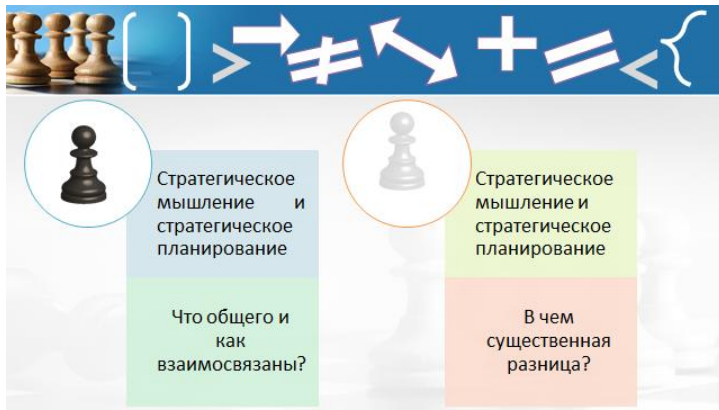 Стратегическое
мышление и
стратегическое
планирование
Что общего и
как
взаимосвязаны?
Стратегическое
мышление и
стратегическое
планирование
В чем
существенная
разница?